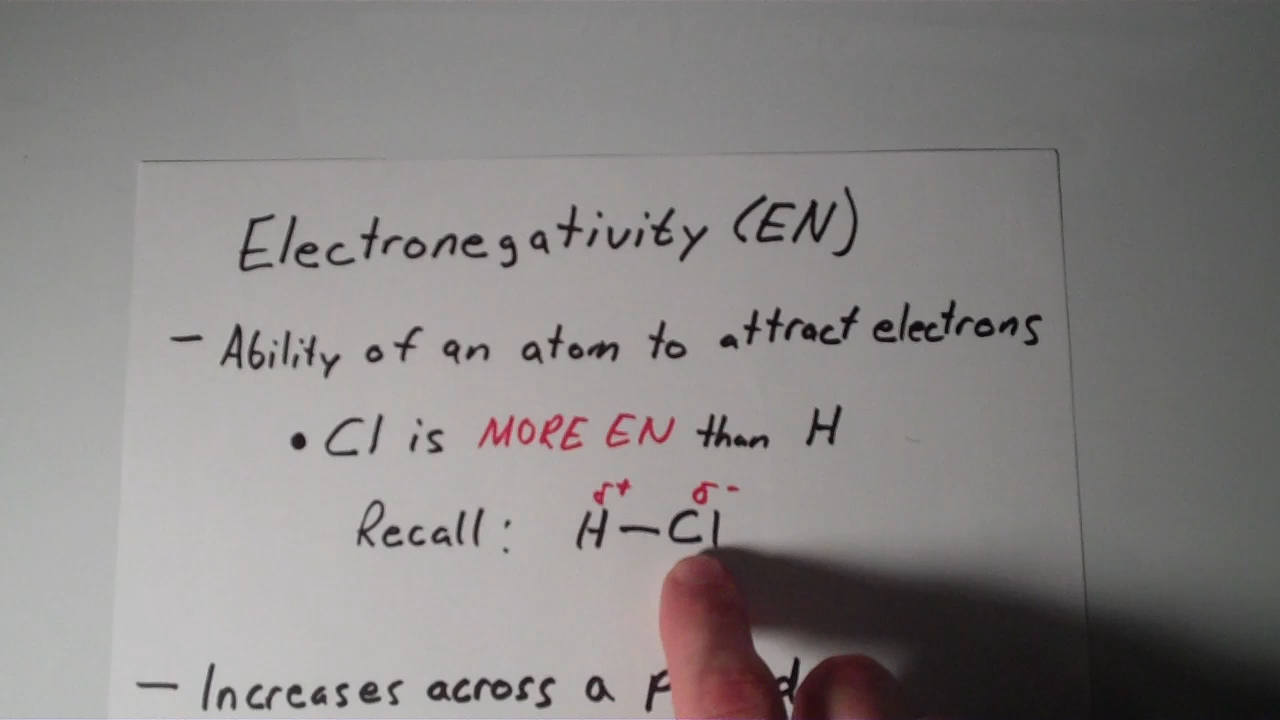 Electronegativity (EN)
– Ability of an atom to attract electrons
• Cl is MORE EN than H
δ+ δ-
Recall: H–Cl
– Increases across a